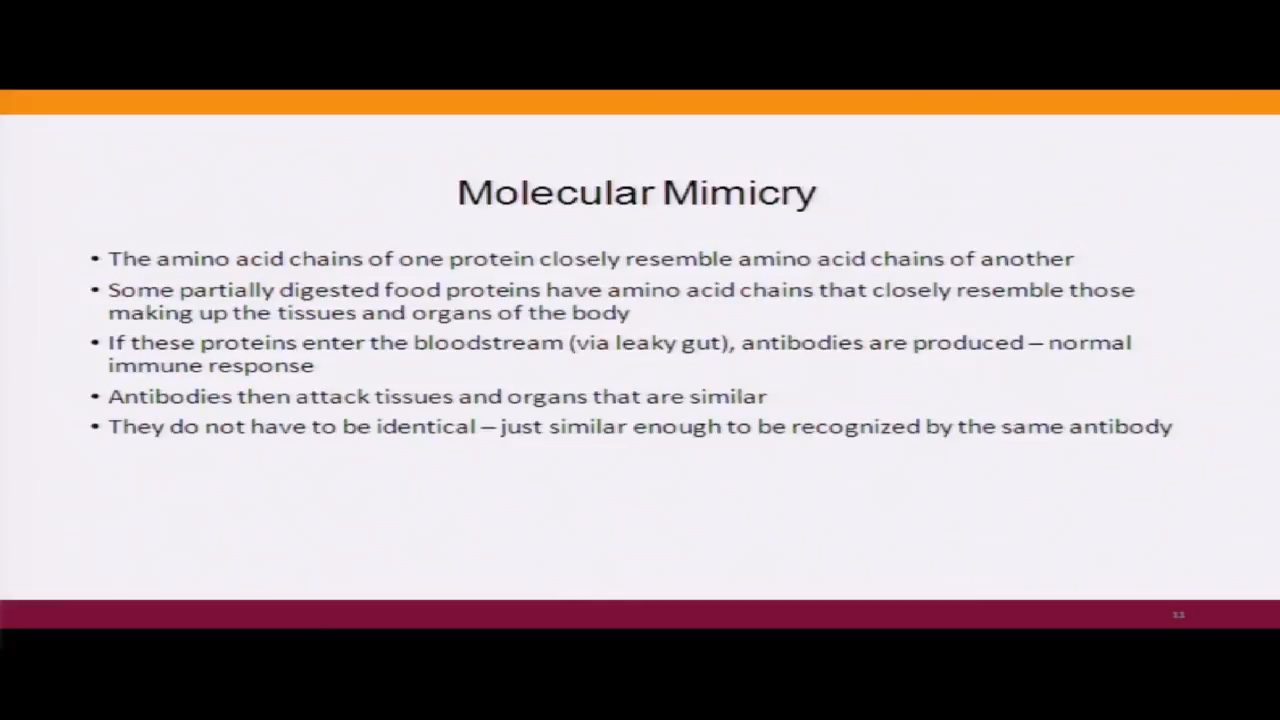 Molecular Mimicry
• The amino acid chains of one protein closely resemble amino acid chains of another
• Some partially digested food proteins have amino acid chains that closely resemble those
making up the tissues and organs of the body
• If these proteins enter the bloodstream (via leaky gut), antibodies are produced – normal
immune response
• Antibodies then attack tissues and organs that are similar
• They do not have to be identical – just similar enough to be recognized by the same antibody